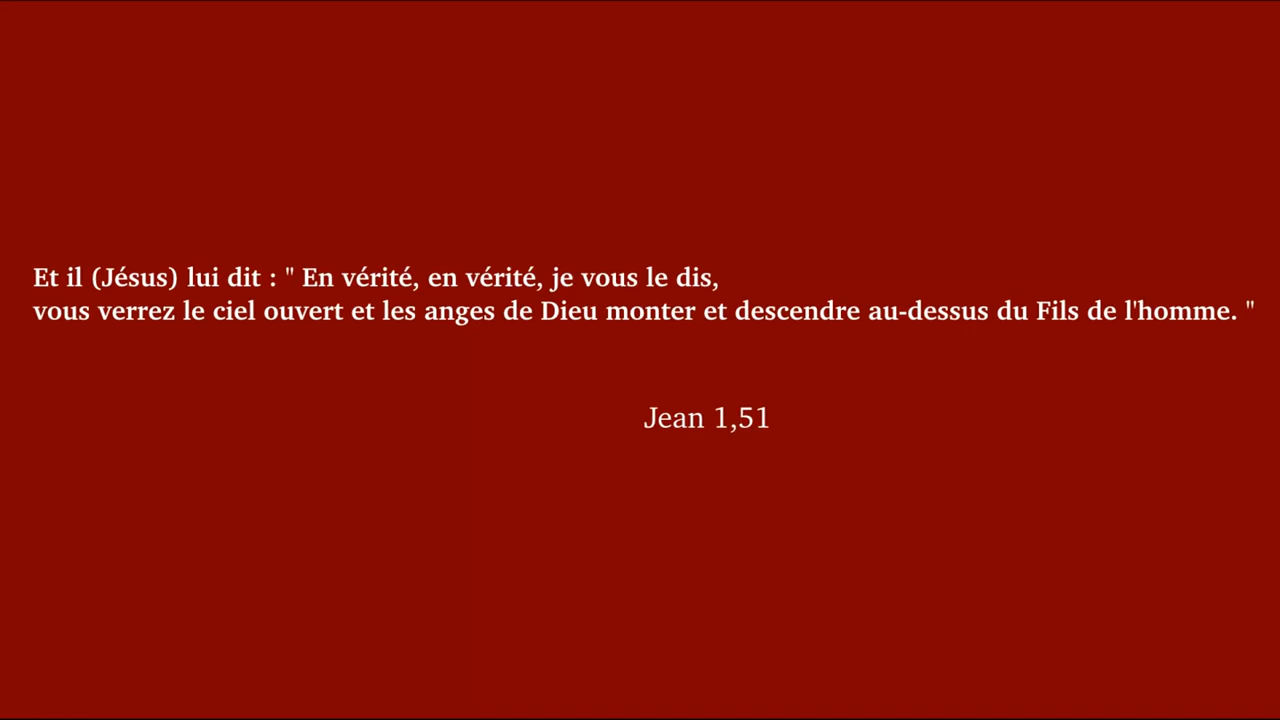 Et il (Jésus) lui dit : " En vérité, en vérité, je vous le dis,
vous verrez le ciel ouvert et les anges de Dieu monter et descendre au-dessus du Fils de l'homme. "
Jean 1,51